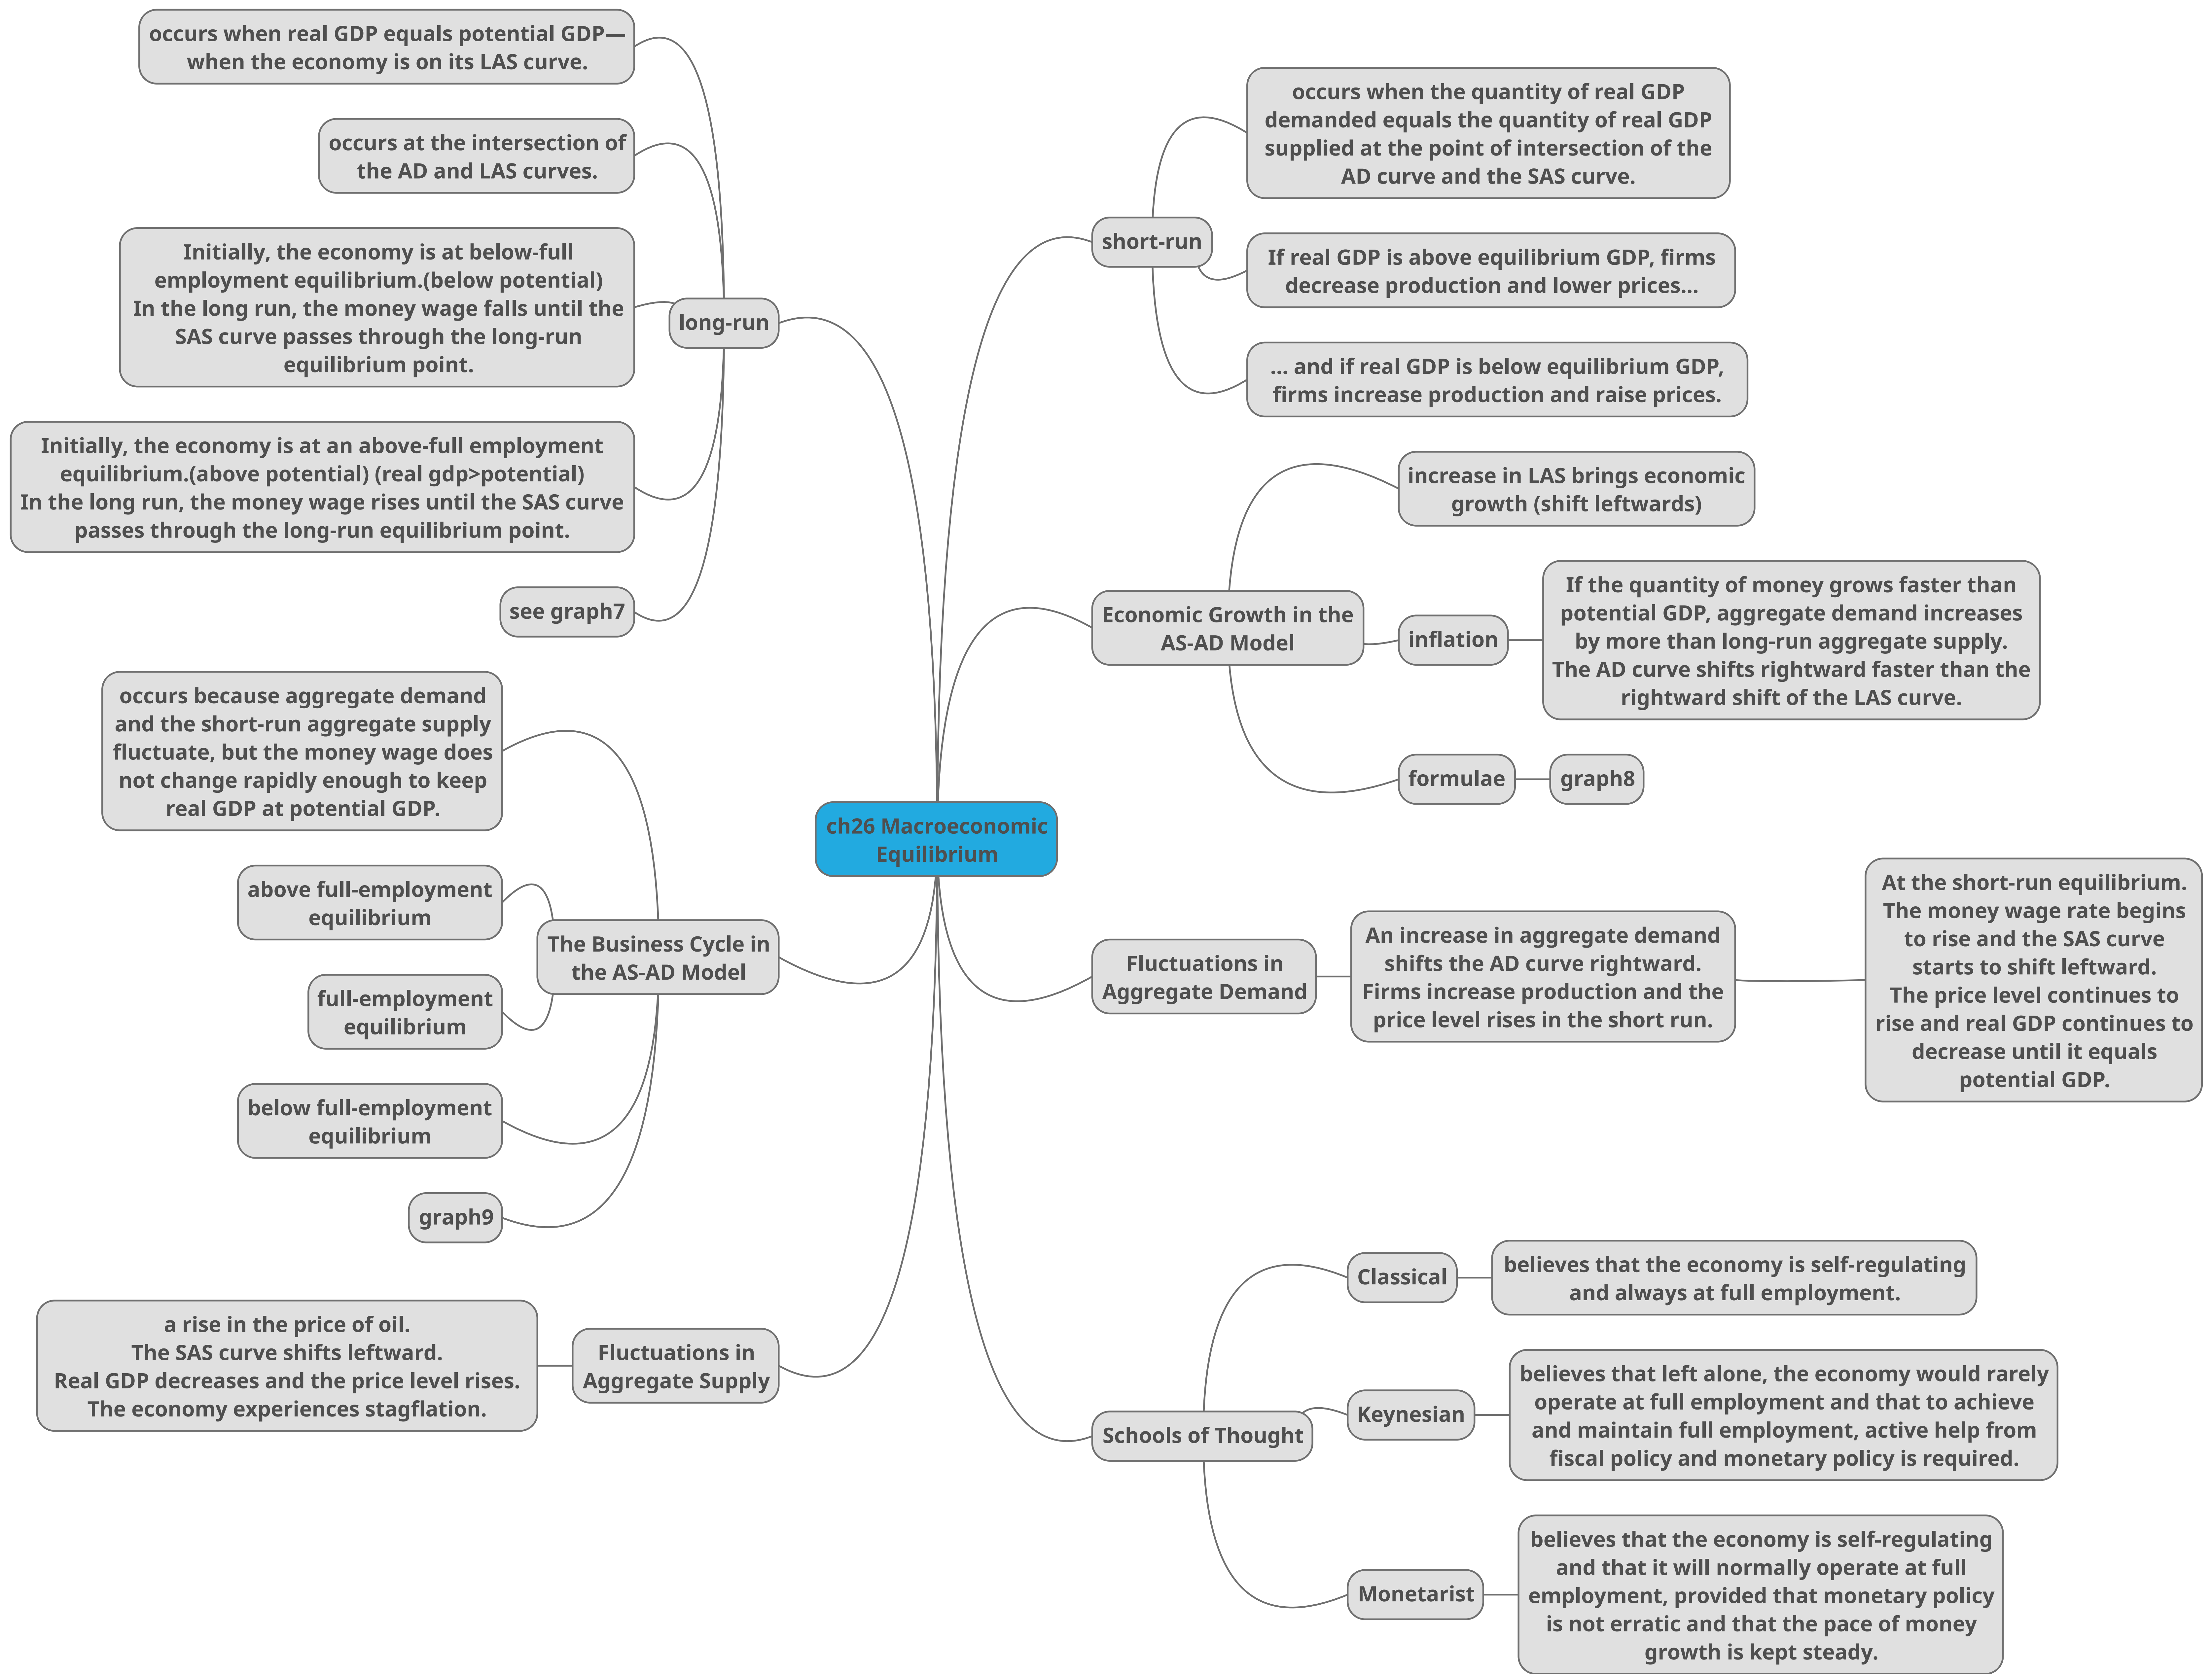 ch26 Macroeconomic
Equilibrium
short-run
occurs when the quantity of real GDP
demanded equals the quantity of real GDP
supplied at the point of intersection of the
AD curve and the SAS curve.
If real GDP is above equilibrium GDP, firms
decrease production and lower prices...
... and if real GDP is below equilibrium GDP,
firms increase production and raise prices.
Economic Growth in the
AS-AD Model
increase in LAS brings economic
growth (shift leftwards)
inflation
If the quantity of money grows faster than
potential GDP, aggregate demand increases
by more than long-run aggregate supply.
The AD curve shifts rightward faster than the
rightward shift of the LAS curve.
formulae
graph8
Fluctuations in
Aggregate Demand
An increase in aggregate demand
shifts the AD curve rightward.
Firms increase production and the
price level rises in the short run.
At the short-run equilibrium.
The money wage rate begins
to rise and the SAS curve
starts to shift leftward.
The price level continues to
rise and real GDP continues to
decrease until it equals
potential GDP.
Schools of Thought
Classical
believes that the economy is self-regulating
and always at full employment.
Keynesian
believes that left alone, the economy would rarely
operate at full employment and that to achieve
and maintain full employment, active help from
fiscal policy and monetary policy is required.
Monetarist
believes that the economy is self-regulating
and that it will normally operate at full
employment, provided that monetary policy
is not erratic and that the pace of money
growth is kept steady.
long-run
occurs when real GDP equals potential GDP—
when the economy is on its LAS curve.
occurs at the intersection of
the AD and LAS curves.
Initially, the economy is at below-full
employment equilibrium.(below potential)
In the long run, the money wage falls until the
SAS curve passes through the long-run
equilibrium point.
Initially, the economy is at an above-full employment
equilibrium.(above potential) (real gdp>potential)
In the long run, the money wage rises until the SAS curve
passes through the long-run equilibrium point.
see graph7
The Business Cycle in
the AS-AD Model
occurs because aggregate demand
and the short-run aggregate supply
fluctuate, but the money wage does
not change rapidly enough to keep
real GDP at potential GDP.
above full-employment
equilibrium
full-employment
equilibrium
below full-employment
equilibrium
graph9
Fluctuations in
Aggregate Supply
a rise in the price of oil.
The SAS curve shifts leftward.
Real GDP decreases and the price level rises.
The economy experiences stagflation.